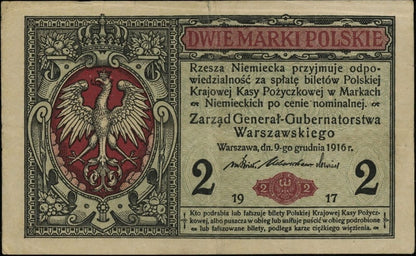 DWIE MARKI POLSKIE
Rzesza Niemiecka przyjmuje odpo-
wiedzialność za spłatę biletów Polskiej
Krajowej Kasy Pożyczkowej w Markach
Niemieckich po cenie nominalnej.
Zarząd Generał-Gubernatorstwa
Warszawskiego
Warszawa, dn. 9-go grudnia 1916 r.
2 2 2 2
19 17
Kto podrabia lub fałszuje bilety Polskiej Krajowej Kasy Pożycz-
kowej, albo puszcza w obieg lub usiłuje puścić w obieg podrobione
lub fałszowane bilety, podlega karze ciężkiego więzienia.